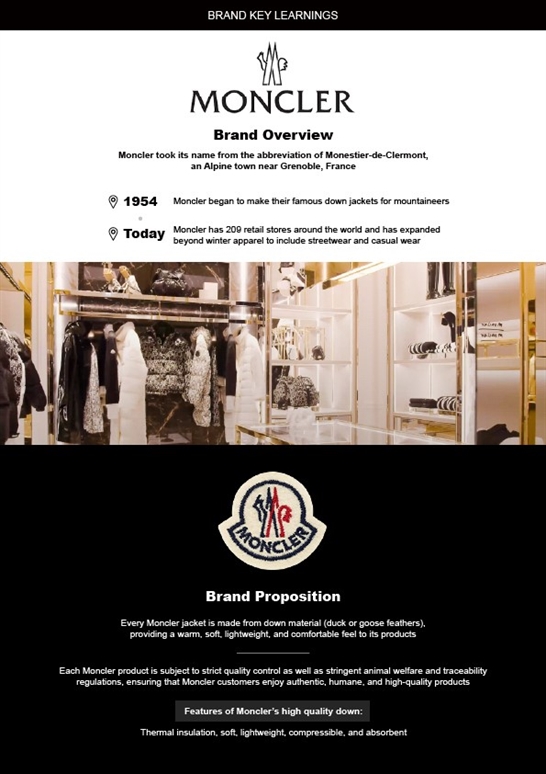 BRAND KEY LEARNINGS
MONCLER
Brand Overview
Moncler took its name from the abbreviation of Monestier-de-Clermont,
an Alpine town near Grenoble, France
1954 Moncler began to make their famous down jackets for mountaineers
Today Moncler has 209 retail stores around the world and has expanded
beyond winter apparel to include streetwear and casual wear
MONCLER
Brand Proposition
Every Moncler jacket is made from down material (duck or goose feathers),
providing a warm, soft, lightweight, and comfortable feel to its products
Each Moncler product is subject to strict quality control as well as stringent animal welfare and traceability
regulations, ensuring that Moncler customers enjoy authentic, humane, and high-quality products
Features of Moncler's high quality down:
Thermal insulation, soft, lightweight, compressible, and absorbent